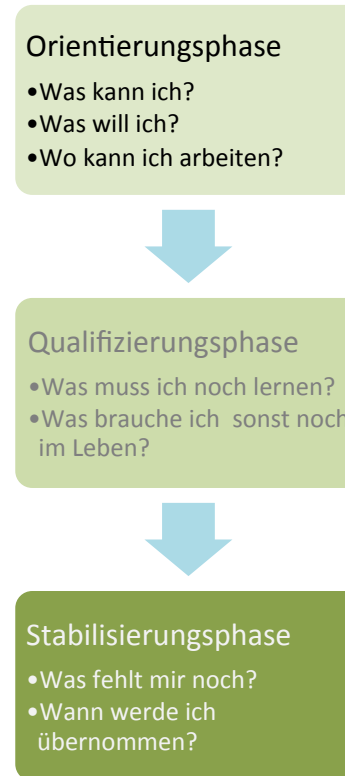 Orientierungsphase
•Was kann ich?
•Was will ich?
•Wo kann ich arbeiten?
Qualifizierungsphase
•Was muss ich noch lernen?
•Was brauche ich sonst noch
im Leben?
Stabilisierungsphase
•Was fehlt mir noch?
•Wann werde ich
übernommen?